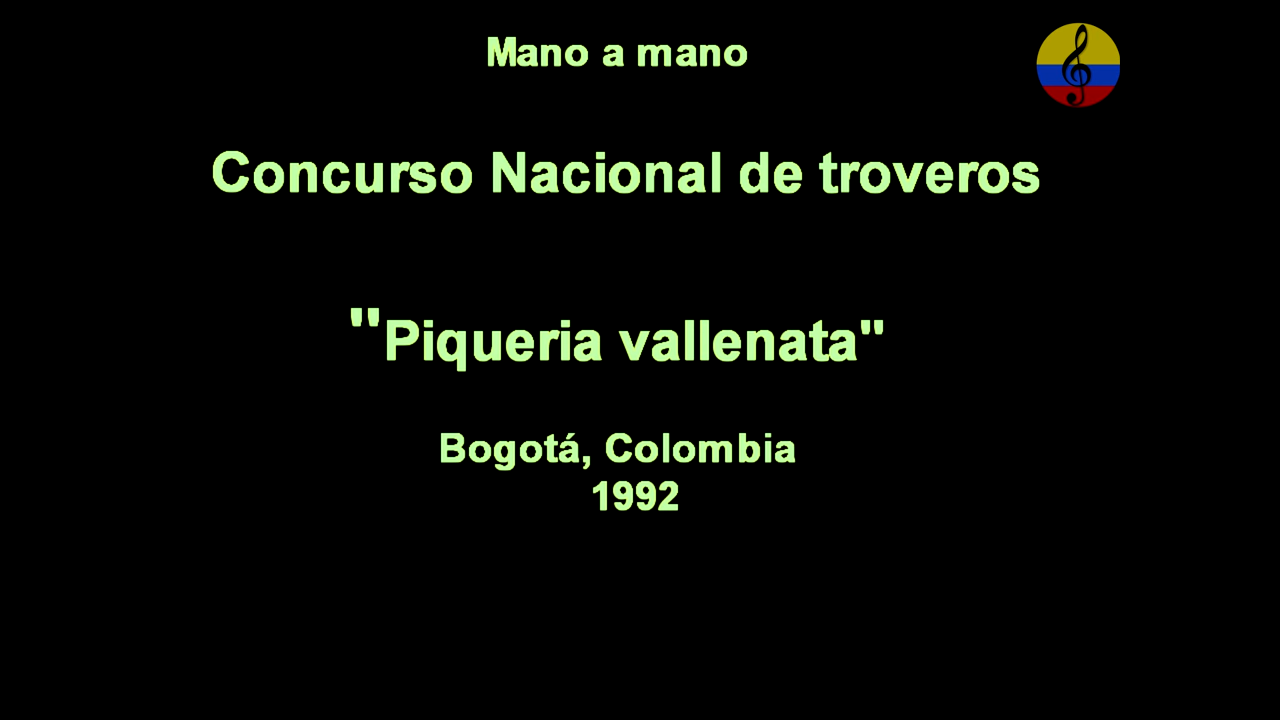 Mano a mano
Concurso Nacional de troveros
"Piqueria vallenata"
Bogotá, Colombia
1992